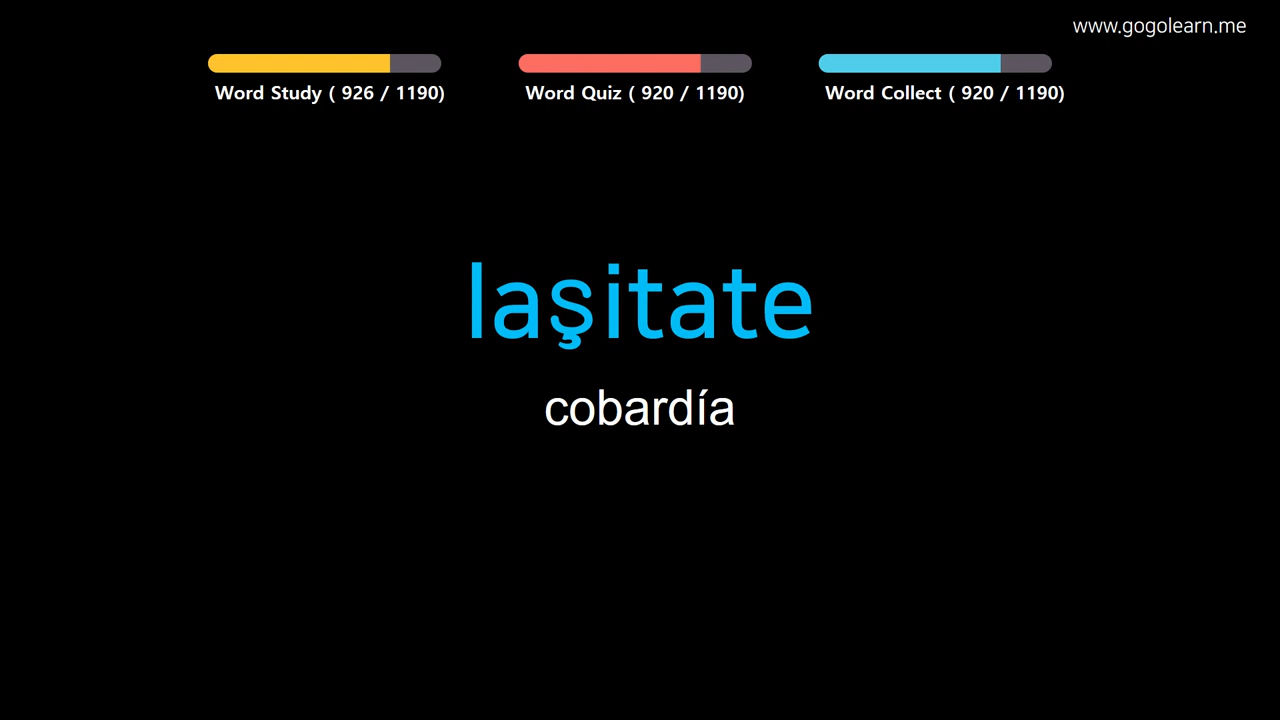 www.gogolearn.me
Word Study ( 926 / 1190)
Word Quiz ( 920 / 1190)
Word Collect ( 920 / 1190)
laşitate
cobardía